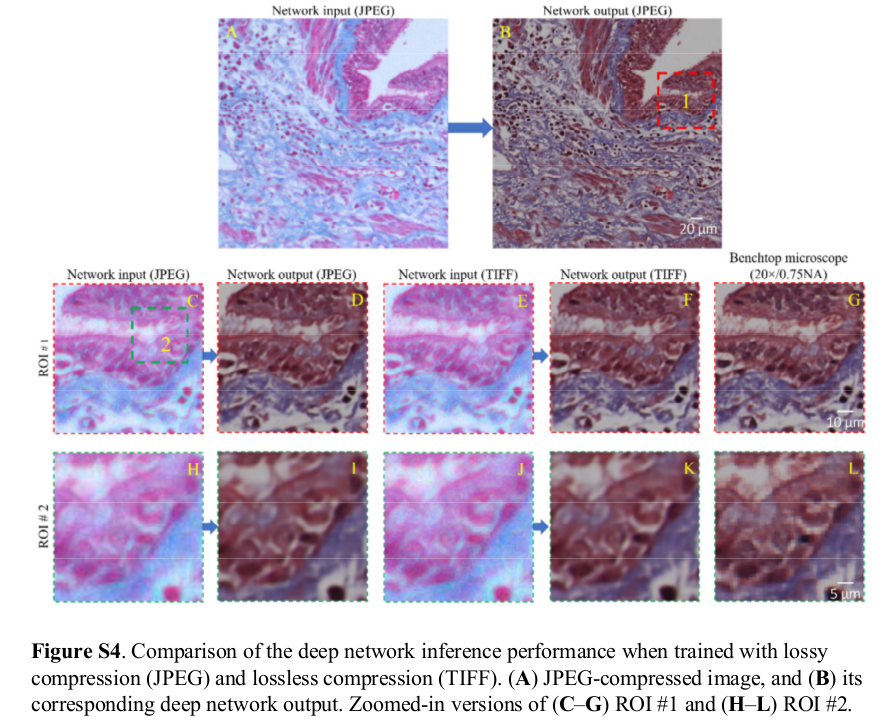 Network input (JPEG) Network output (JPEG)
A B
1
20 μm
Benchtop microscope
Network input (JPEG) Network output (JPEG) Network input (TIFF) Network output (TIFF) (20×/0.75NA)
C D E F G
2
ROI # 1
10 μm
H I J K L
ROI # 2
5 μm
Figure S4. Comparison of the deep network inference performance when trained with lossy
compression (JPEG) and lossless compression (TIFF). (A) JPEG-compressed image, and (B) its
corresponding deep network output. Zoomed-in versions of (C–G) ROI #1 and (H–L) ROI #2.